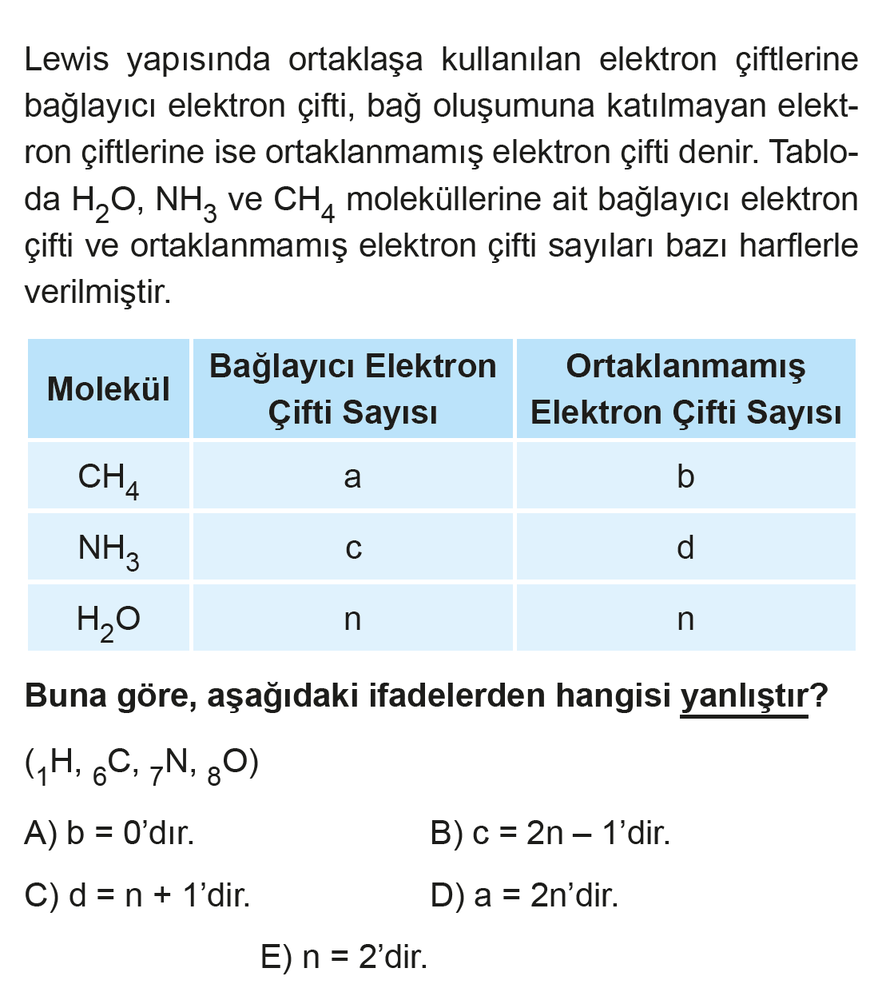 Lewis yapısında ortaklaşa kullanılan elektron çiftlerine
bağlayıcı elektron çifti, bağ oluşumuna katılmayan elekt-
ron çiftlerine ise ortaklanmamış elektron çifti denir. Tablo-
da H₂O, NH₃ ve CH₄ moleküllerine ait bağlayıcı elektron
çifti ve ortaklanmamış elektron çifti sayıları bazı harflerle
verilmiştir.
Molekül Bağlayıcı Elektron Çifti Sayısı Ortaklanmamış Elektron Çifti Sayısı
CH₄ a b
NH₃ c d
H₂O n n
Buna göre, aşağıdaki ifadelerden hangisi yanlıştır?
(₁H, ₆C, ₇N, ₈O)
A) b = 0’dır. B) c = 2n – 1’dir.
C) d = n + 1’dir. D) a = 2n’dir.
E) n = 2’dir.